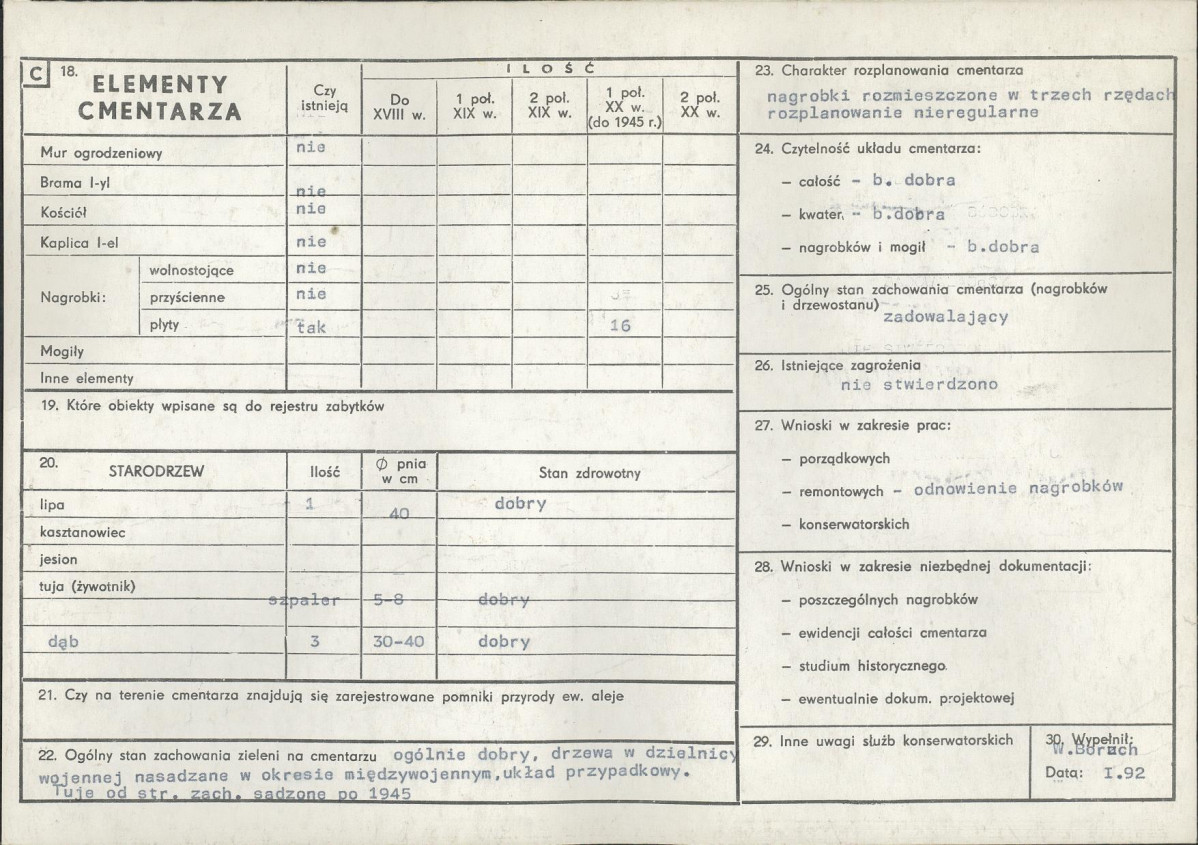 C 18. ELEMENTY CMENTARZA
Czy istnieją
ILOŚĆ
Do XVIII w.
1 poł. XIX w.
2 poł. XIX w.
1 poł. XX w. (do 1945 r.)
2 poł. XX w.
Mur ogrodzeniowy nie
Brama I-yl nie
Kościół nie
Kaplica I-el nie
Nagrobki:
wolnostojące nie
przyścienne nie
płyty tak 16
Mogiły
Inne elementy
19. Które obiekty wpisane są do rejestru zabytków
20. STARODRZEW Ilość Ø pnia w cm Stan zdrowotny
lipa 1 40 dobry
kasztanowiec
jesion
tuja (żywotnik)
szpaler 5-8 dobry
dąb 3 30-40 dobry
21. Czy na terenie cmentarza znajdują się zarejestrowane pomniki przyrody ew. aleje
22. Ogólny stan zachowania zieleni na cmentarzu ogólnie dobry, drzewa w dzielnicy
wojennej nasadzane w okresie międzywojennym,układ przypadkowy.
Tuje od str. zach. sadzone po 1945
23. Charakter rozplanowania cmentarza
nagrobki rozmieszczone w trzech rzędach
rozplanowanie nieregularne
24. Czytelność układu cmentarza:
– całość - b. dobra
– kwater, - b.dobra
– nagrobków i mogił - b.dobra
25. Ogólny stan zachowania cmentarza (nagrobków
i drzewostanu) zadowalający
26. Istniejące zagrożenia
nie stwierdzono
27. Wnioski w zakresie prac:
– porządkowych
– remontowych - odnowienie nagrobków
– konserwatorskich
28. Wnioski w zakresie niezbędnej dokumentacji:
– poszczególnych nagrobków
– ewidencji całości cmentarza
– studium historycznego
– ewentualnie dokum. projektowej
29. Inne uwagi służb konserwatorskich
30. Wypełnił:
Data: I.92